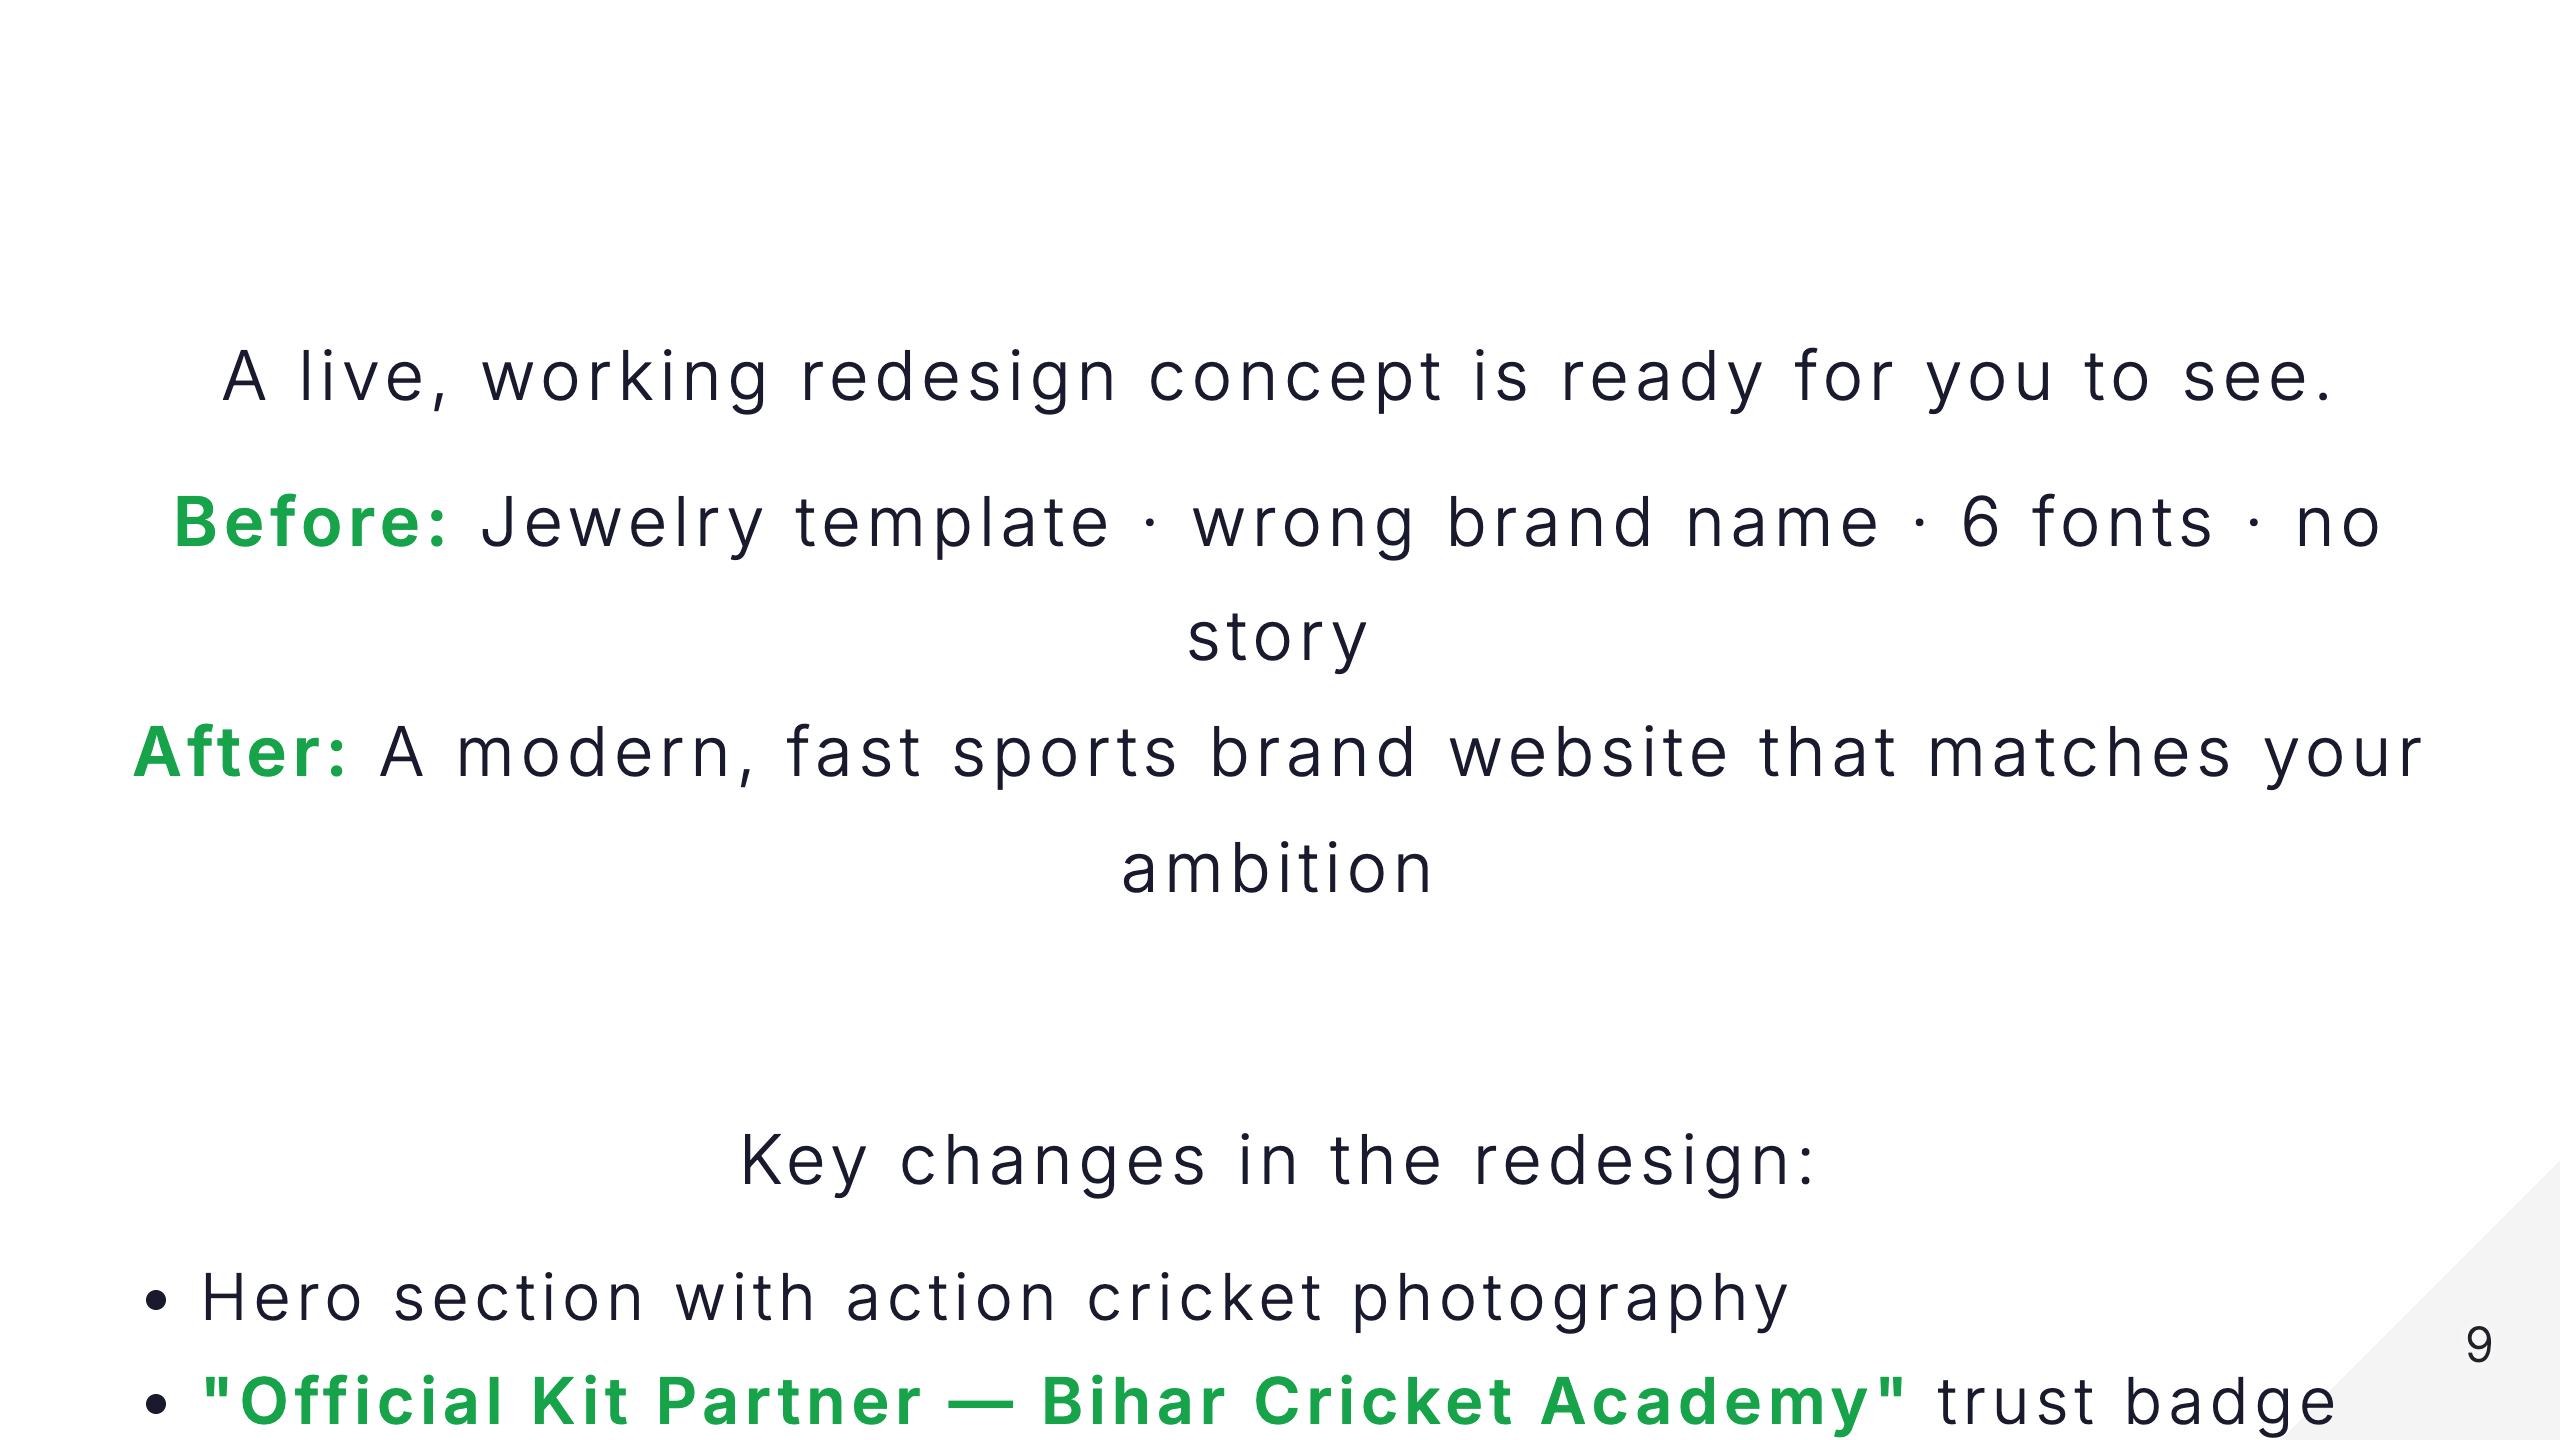 A live, working redesign concept is ready for you to see.
Before: Jewelry template · wrong brand name · 6 fonts · no
story
After: A modern, fast sports brand website that matches your
ambition
Key changes in the redesign:
• Hero section with action cricket photography
• "Official Kit Partner — Bihar Cricket Academy" trust badge
9